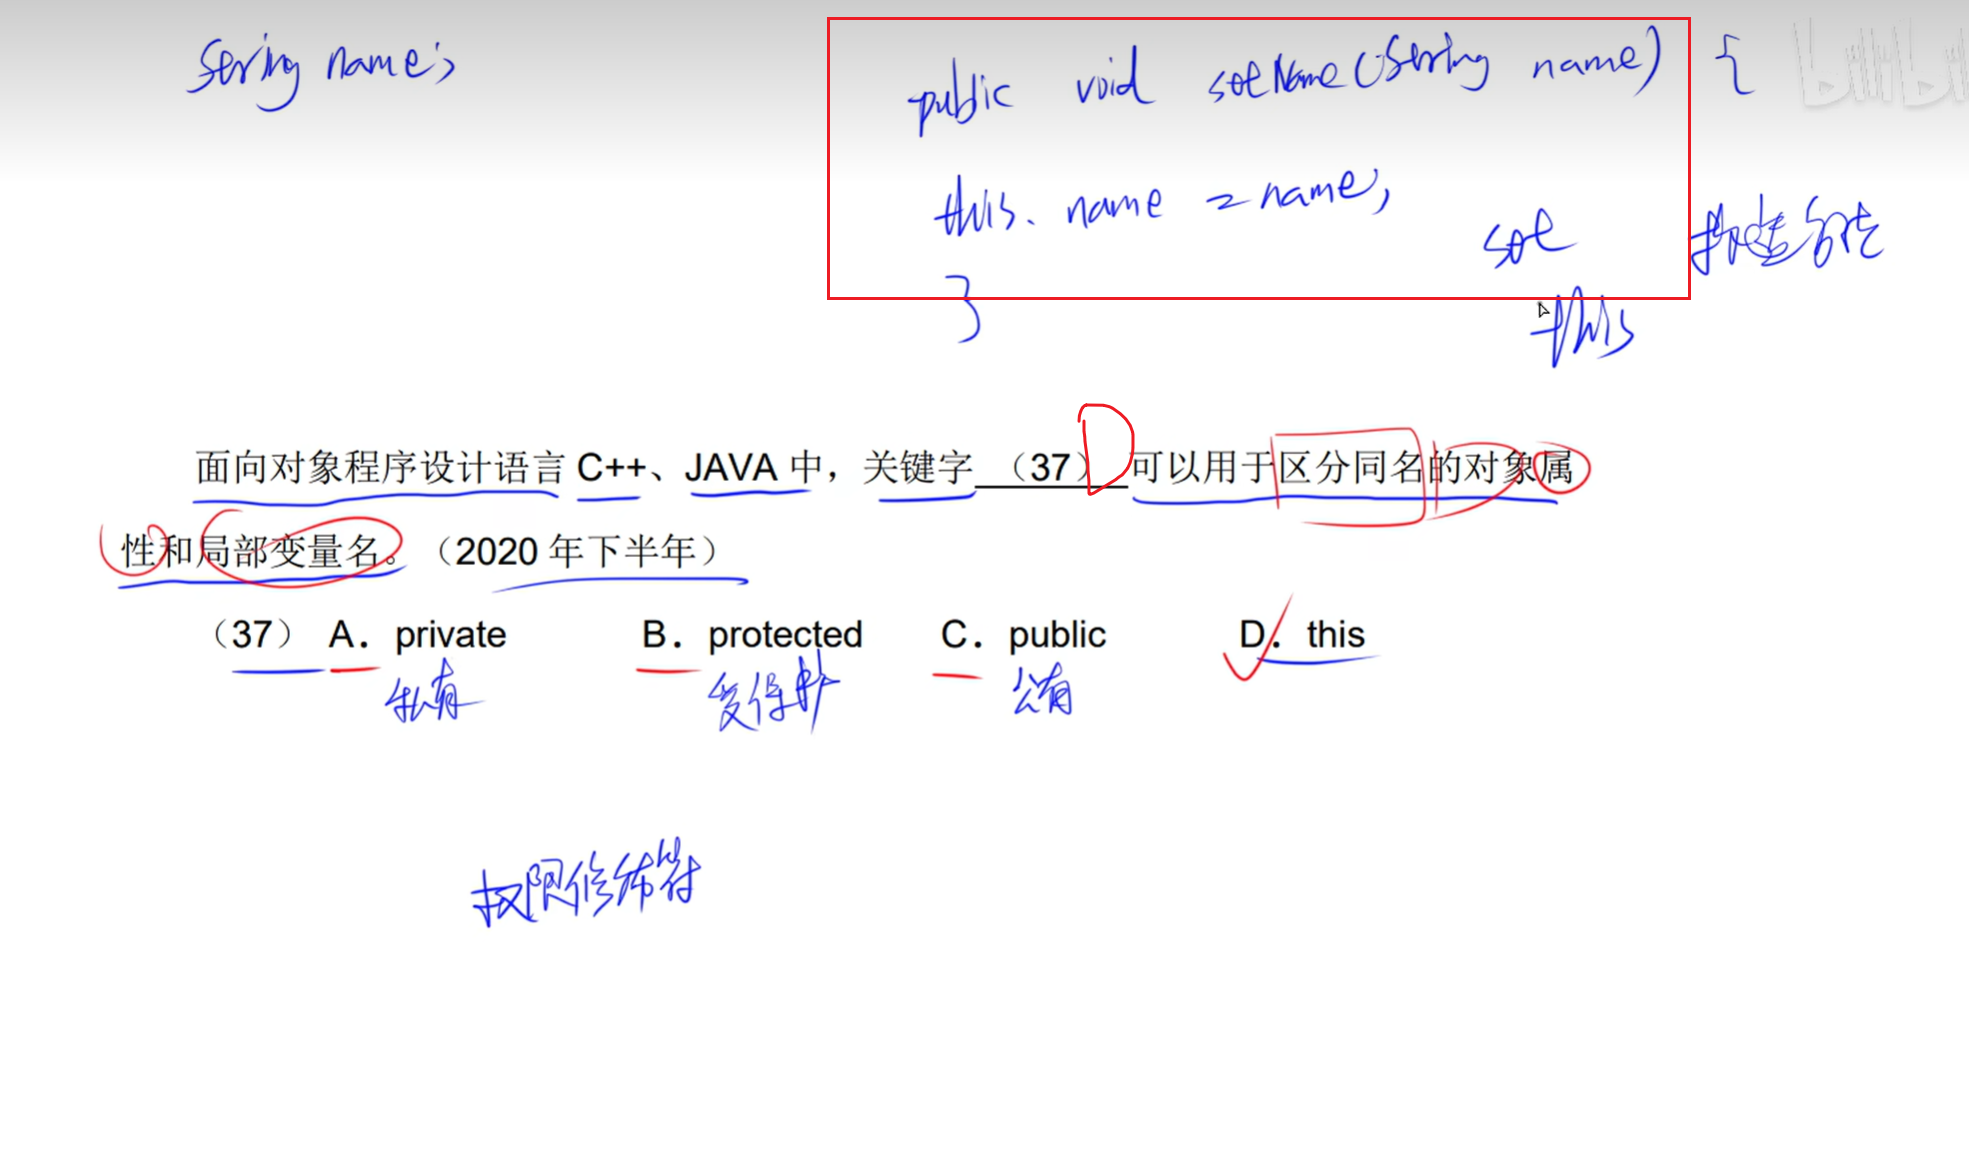 String name;
public void setName(String name) {
this.name = name;
set 构造方法
}
this
面向对象程序设计语言 C++、JAVA 中，关键字 （37）D 可以用于区分同名的对象属
性和局部变量名。（2020 年下半年）
（37） A. private B. protected C. public D. this
私有 受保护 公有
权限修饰符
bilibil